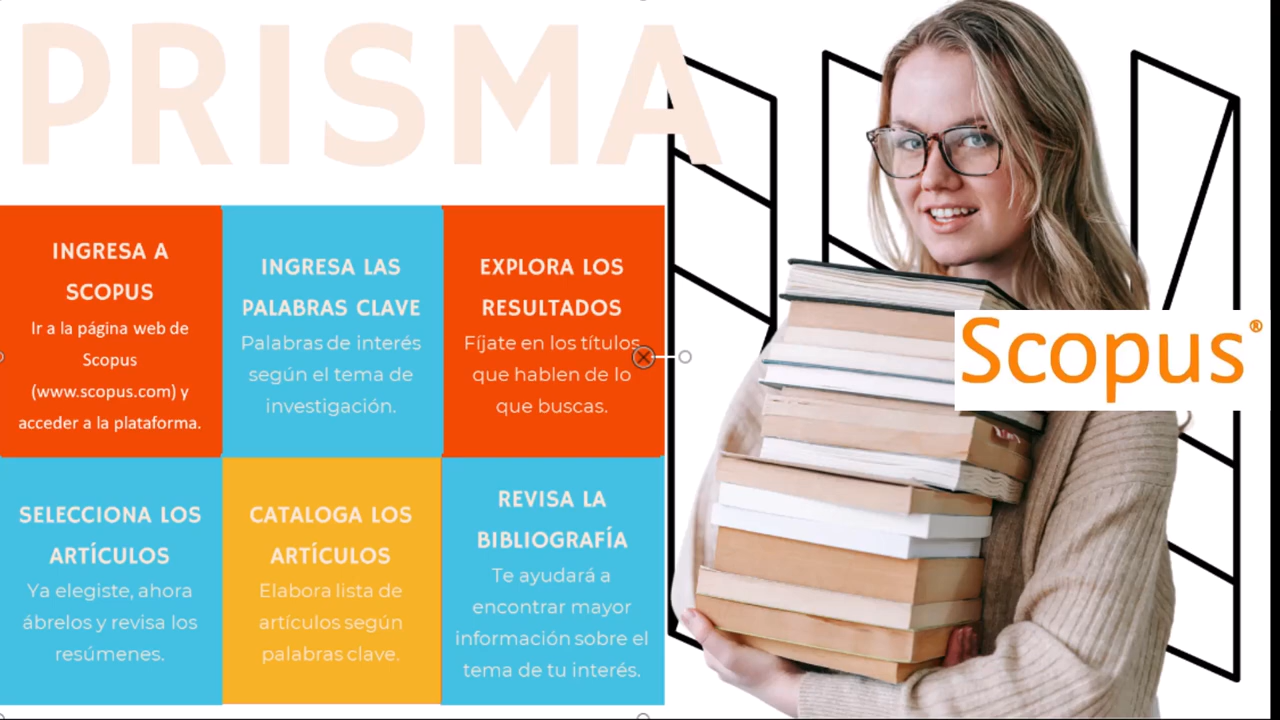 PRISMA
INGRESA A
SCOPUS
Ir a la página web de
Scopus
(www.scopus.com) y
acceder a la plataforma.
INGRESA LAS
PALABRAS CLAVE
Palabras de interés
según el tema de
investigación.
EXPLORA LOS
RESULTADOS
Fíjate en los títulos
que hablen de lo
que buscas.
SELECCIONA LOS
ARTÍCULOS
Ya elegiste, ahora
ábrelos y revisa los
resúmenes.
CATALOGA LOS
ARTÍCULOS
Elabora lista de
artículos según
palabras clave.
REVISA LA
BIBLIOGRAFÍA
Te ayudará a
encontrar mayor
información sobre el
tema de tu interés.
Scopus®